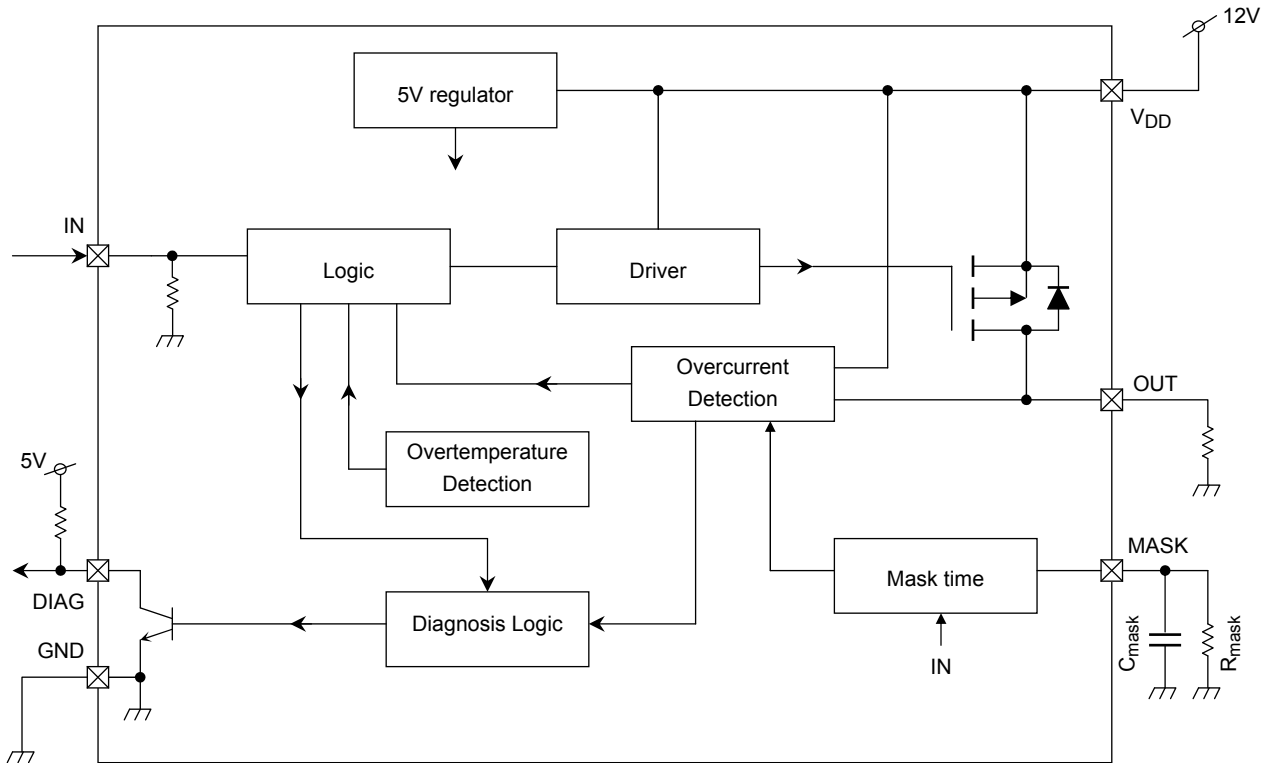 12V
5V regulator
VDD
IN
Logic
Driver
Overcurrent
Detection
OUT
Overtemperature
Detection
5V
MASK
Mask time
DIAG
Diagnosis Logic
GND
IN
Cmask
Rmask